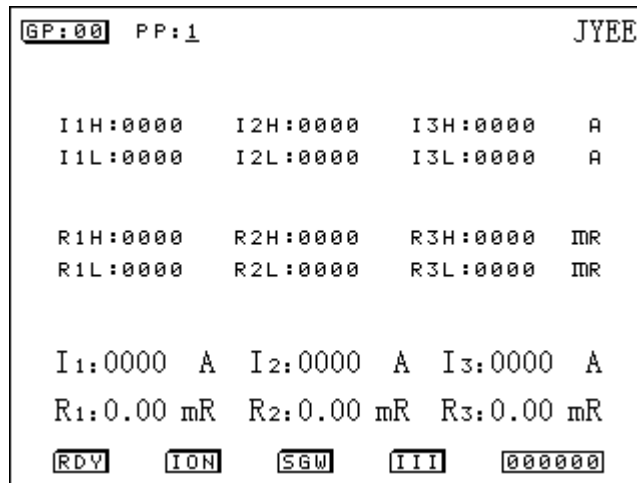 GP:00 PP:1 JYEE
I1H:0000 I2H:0000 I3H:0000 A
I1L:0000 I2L:0000 I3L:0000 A
R1H:0000 R2H:0000 R3H:0000 mR
R1L:0000 R2L:0000 R3L:0000 mR
I1:0000 A I2:0000 A I3:0000 A
R1:0.00 mR R2:0.00 mR R3:0.00 mR
RDY ION SGW III 000000